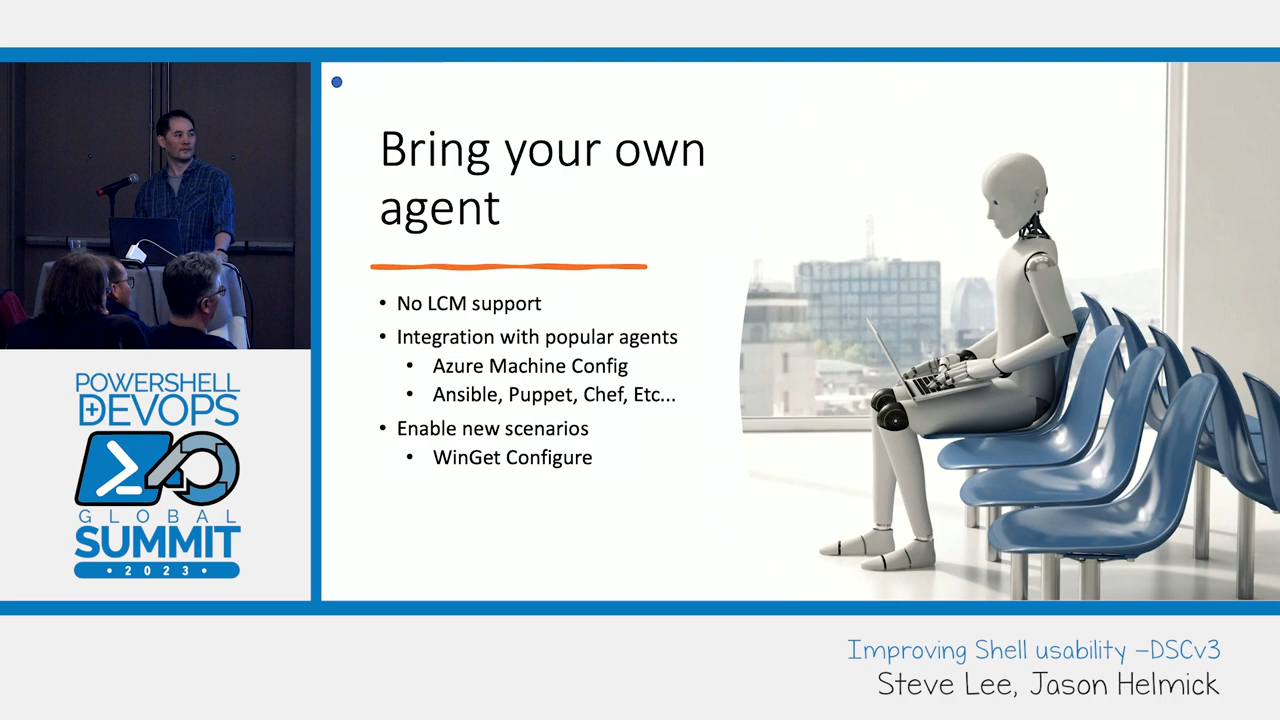 Bring your own
agent
• No LCM support
• Integration with popular agents
• Azure Machine Config
• Ansible, Puppet, Chef, Etc...
• Enable new scenarios
• WinGet Configure
POWERSHELL
+DEVOPS
GLOBAL
SUMMIT
• 2023 •
Improving Shell usability –DSCv3
Steve Lee, Jason Helmick